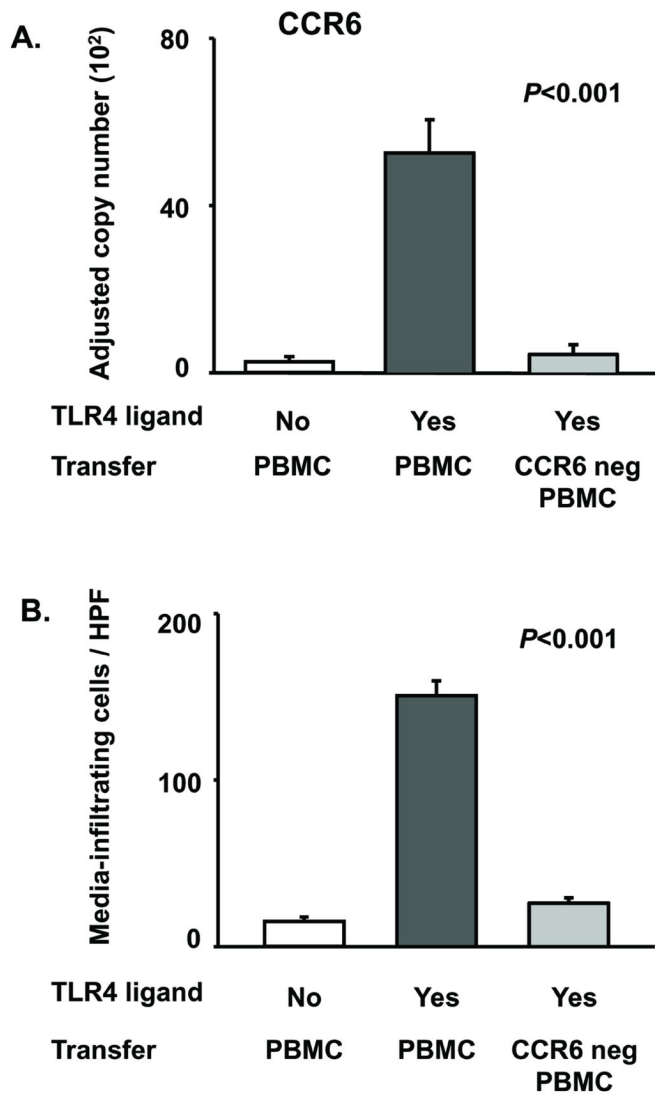 A.
CCR6
Adjusted copy number (10²)
80
40
0
P<0.001
TLR4 ligand No Yes Yes
Transfer PBMC PBMC CCR6 neg
PBMC
B.
Media-infiltrating cells / HPF
200
100
0
P<0.001
TLR4 ligand No Yes Yes
Transfer PBMC PBMC CCR6 neg
PBMC